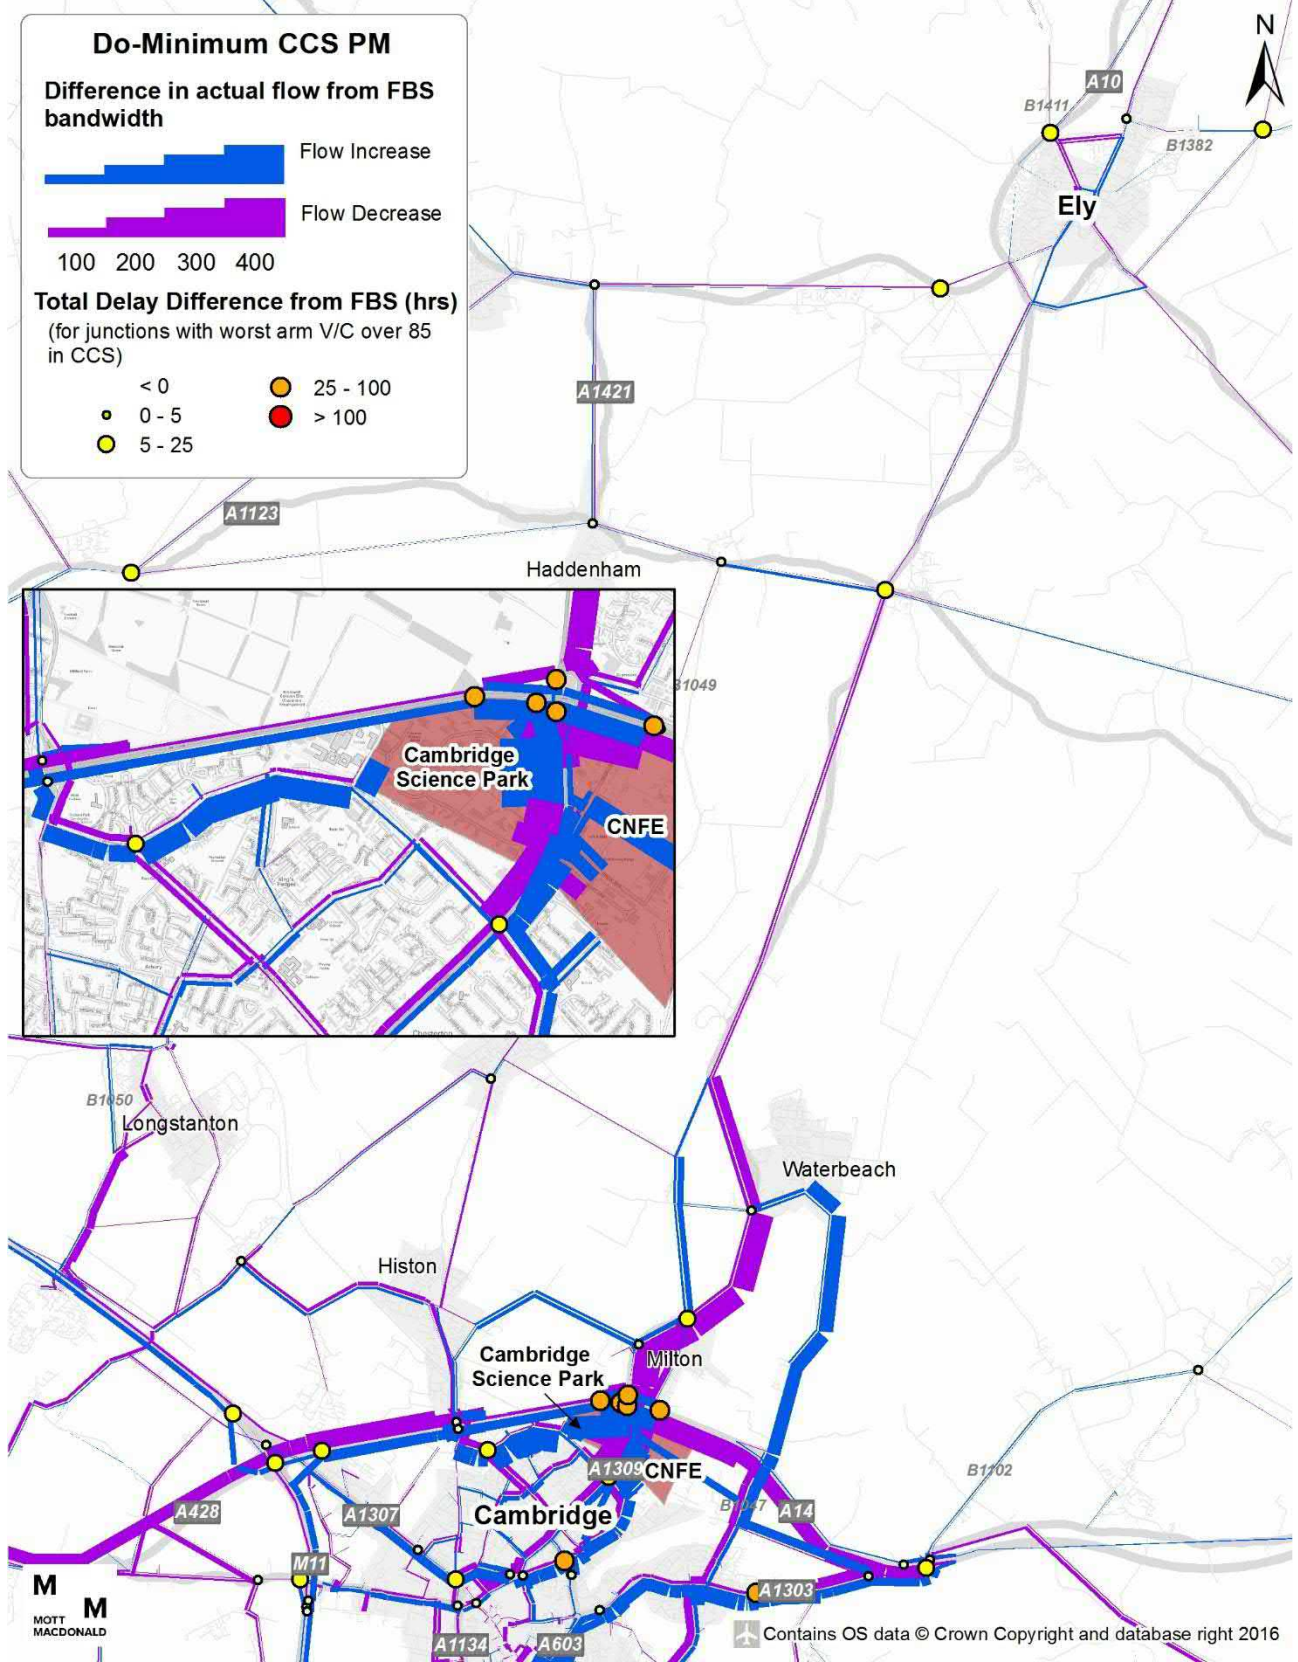 Do-Minimum CCS PM
Difference in actual flow from FBS
bandwidth
Flow Increase
Flow Decrease
100 200 300 400
Total Delay Difference from FBS (hrs)
(for junctions with worst arm V/C over 85
in CCS)
< 0
25 - 100
0 - 5
> 100
5 - 25
N
A10
B1411
B1382
Ely
A1421
A1123
Haddenham
B1049
Cambridge
Science Park
CNFE
Chesterton
B1050
Longstanton
Waterbeach
Histon
Cambridge
Science Park
Milton
A1309
CNFE
B1102
B1047
A14
A428
A1307
Cambridge
M11
A1303
A1134
A603
M
M
MOTT
MACDONALD
Contains OS data © Crown Copyright and database right 2016